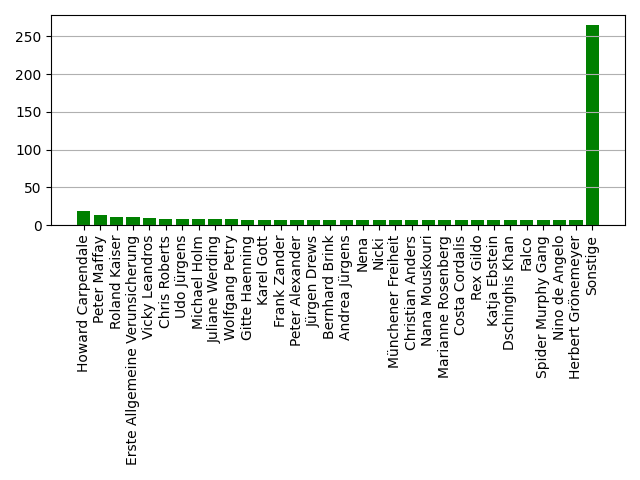 250
200
150
100
50
0
Howard Carpendale
Peter Maffay
Roland Kaiser
Erste Allgemeine Verunsicherung
Vicky Leandros
Chris Roberts
Udo Jürgens
Michael Holm
Juliane Werding
Wolfgang Petry
Gitte Haenning
Karel Gott
Frank Zander
Peter Alexander
Jürgen Drews
Bernhard Brink
Andrea Jürgens
Nena
Nicki
Münchener Freiheit
Christian Anders
Nana Mouskouri
Marianne Rosenberg
Costa Cordalis
Rex Gildo
Katja Ebstein
Dschinghis Khan
Falco
Spider Murphy Gang
Nino de Angelo
Herbert Grönemeyer
Sonstige